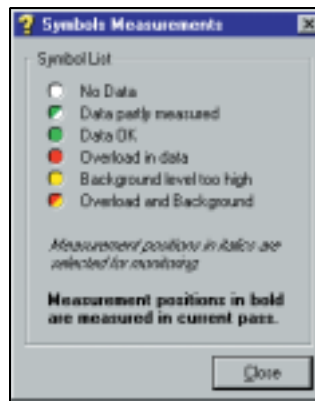 Symbols Measurements
Symbol List
No Data
Data partly measured
Data OK
Overload in data
Background level too high
Overload and Background
Measurement positions in italics are
selected for monitoring
Measurement positions in bold
are measured in current pass.
Close